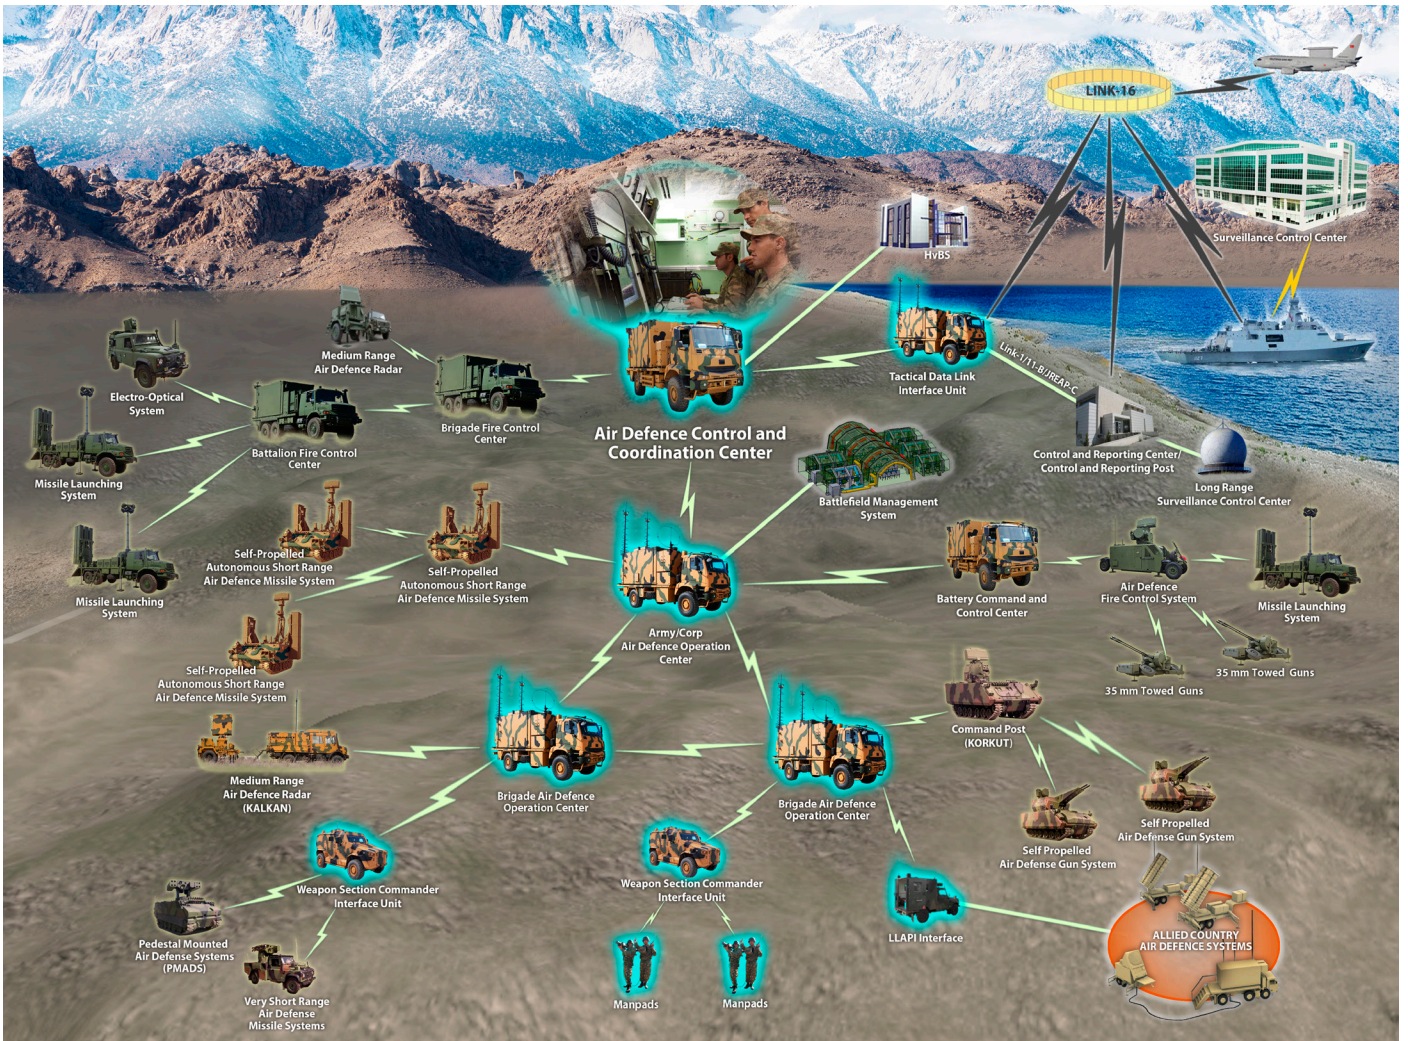 LINK-16
Surveillance Control Center
HvBS
Medium Range
Air Defence Radar
Electro-Optical
System
Brigade Fire Control
Center
Battalion Fire Control
Center
Missile Launching
System
Air Defence Control and
Coordination Center
Tactical Data Link
Interface Unit
Link-1/11-B/JREAP-C
Control and Reporting Center/
Control and Reporting Post
Long Range
Surveillance Control Center
Battlefield Management
System
Self-Propelled
Autonomous Short Range
Air Defence Missile System
Self-Propelled
Autonomous Short Range
Air Defence Missile System
Missile Launching
System
Army/Corp
Air Defence Operation
Center
Battery Command and
Control Center
Air Defence
Fire Control System
Missile Launching
System
35 mm Towed Guns
35 mm Towed Guns
Self-Propelled
Autonomous Short Range
Air Defence Missile System
Command Post
(KORKUT)
Medium Range
Air Defence Radar
(KALKAN)
Brigade Air Defence
Operation Center
Brigade Air Defence
Operation Center
Self Propelled
Air Defense Gun System
Self Propelled
Air Defense Gun System
Weapon Section Commander
Interface Unit
Weapon Section Commander
Interface Unit
LLAPI Interface
ALLIED COUNTRY
AIR DEFENCE SYSTEMS
Pedestal Mounted
Air Defense Systems
(PMADS)
Very Short Range
Air Defense
Missile Systems
Manpads
Manpads